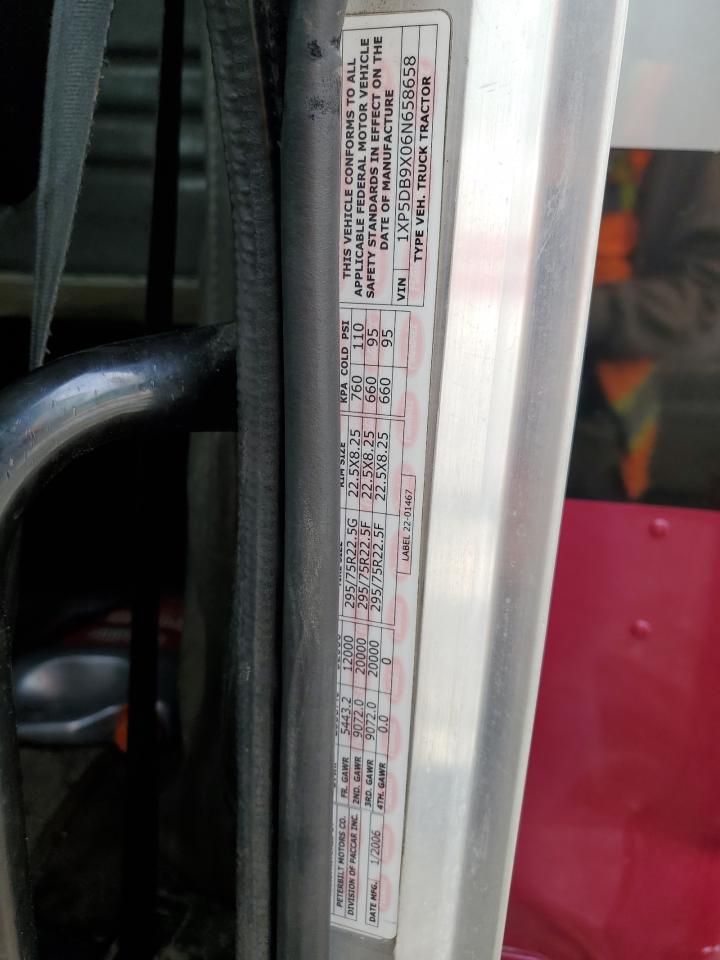 PETERBILT MOTORS CO.
DIVISION OF PACCAR INC.
DATE MFG. 1/2006
FR. GAWR 5443.2 12000 295/75R22.5G 22.5X8.25 760 110
2ND. GAWR 9072.0 20000 295/75R22.5F 22.5X8.25 660 95
3RD. GAWR 9072.0 20000 295/75R22.5F 22.5X8.25 660 95
4TH. GAWR 0.0 0
RIM SIZE KPA COLD PSI
LABEL 22-01467
THIS VEHICLE CONFORMS TO ALL
APPLICABLE FEDERAL MOTOR VEHICLE
SAFETY STANDARDS IN EFFECT ON THE
DATE OF MANUFACTURE
VIN 1XP5DB9X06N658658
TYPE VEH. TRUCK TRACTOR